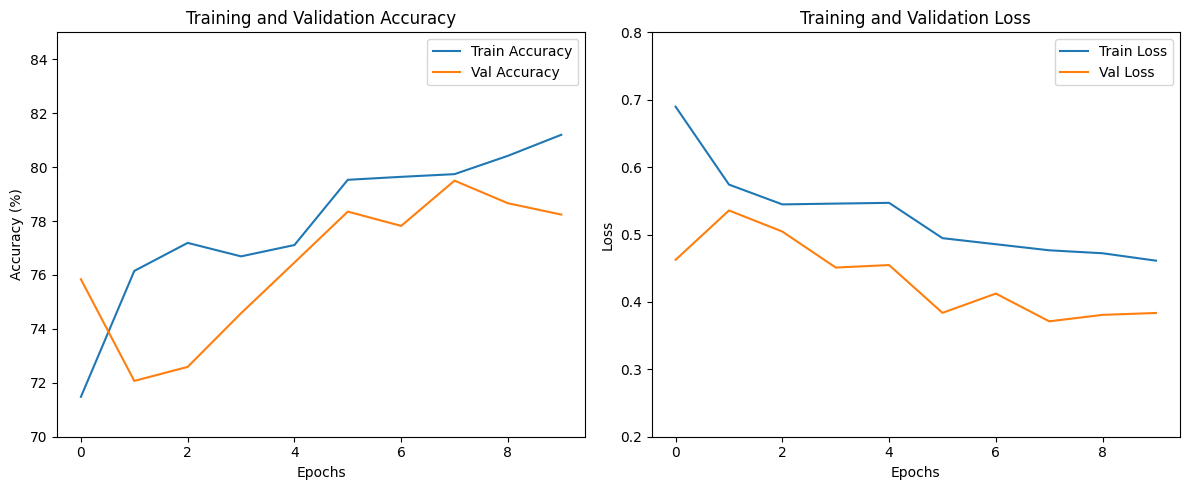 Training and Validation Accuracy
Train Accuracy
Val Accuracy
84
82
80
78
76
74
72
70
Accuracy (%)
0
2
4
6
8
Epochs
Training and Validation Loss
Train Loss
Val Loss
0.8
0.7
0.6
0.5
0.4
0.3
0.2
Loss
0
2
4
6
8
Epochs